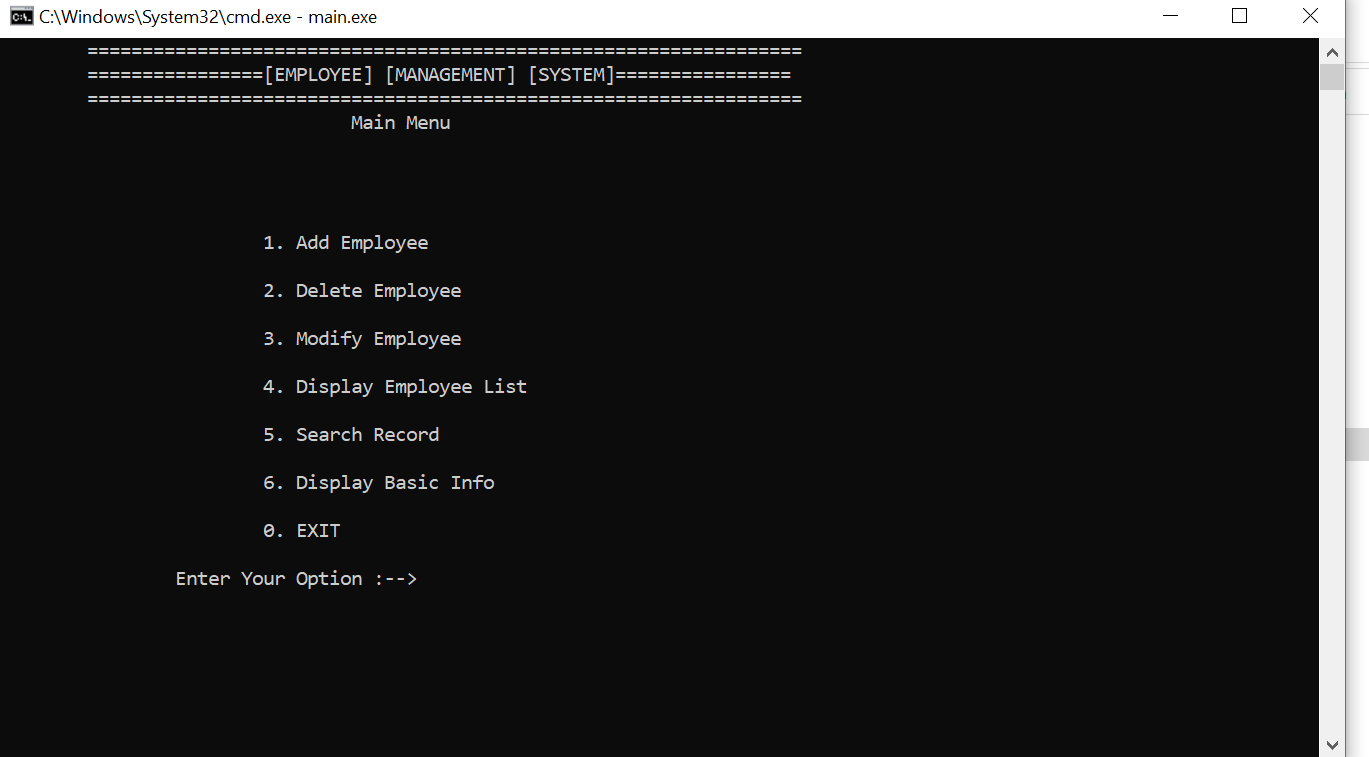 C:\Windows\System32\cmd.exe - main.exe
=================================================================
================[EMPLOYEE] [MANAGEMENT] [SYSTEM]================
=================================================================
Main Menu
1. Add Employee
2. Delete Employee
3. Modify Employee
4. Display Employee List
5. Search Record
6. Display Basic Info
0. EXIT
Enter Your Option :-->